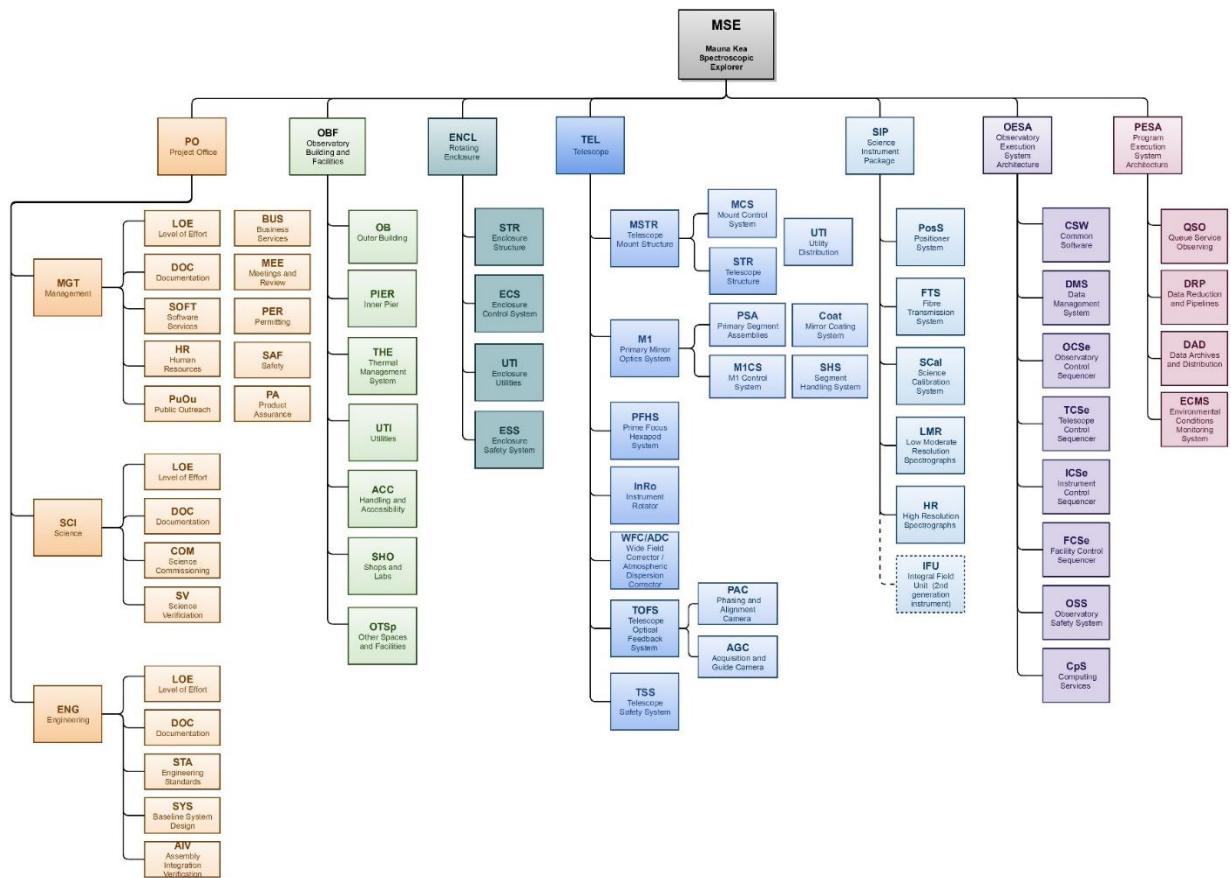 MSE
Mauna Kea
Spectroscopic
Explorer
PO
Project Office
OBF
Observatory
Building and
Facilities
ENCL
Rotating
Enclosure
TEL
Telescope
SIP
Science
Instrument
Package
OESA
Observatory
Execution
System
Architecture
PESA
Program
Execution
System
Architecture
MGT
Management
LOE
Level of Effort
DOC
Documentation
SOFT
Software
Services
HR
Human
Resources
PuOu
Public Outreach
BUS
Business
Services
MEE
Meetings and
Review
PER
Permitting
SAF
Safety
PA
Product
Assurance
SCI
Science
LOE
Level of Effort
DOC
Documentation
COM
Science
Commissioning
SV
Science
Verificiation
ENG
Engineering
LOE
Level of Effort
DOC
Documentation
STA
Engineering
Standards
SYS
Baseline System
Design
AIV
Assembly
Integration
Verification
OB
Outer Building
PIER
Inner Pier
THE
Thermal
Management
System
UTI
Utilities
ACC
Handling and
Accessibility
SHO
Shops and
Labs
OTSp
Other Spaces
and Facilities
STR
Enclosure
Structure
ECS
Enclosure
Control System
UTI
Enclosure
Utilities
ESS
Enclosure
Safety System
MSTR
Telescope
Mount Structure
MCS
Mount Control
System
STR
Telescope
Structure
UTI
Utility
Distribution
M1
Primary Mirror
Optics System
PSA
Primary Segment
Assemblies
Coat
Mirror Coating
System
M1CS
M1 Control
System
SHS
Segment
Handling System
PFHS
Prime Focus
Hexapod
System
InRo
Instrument
Rotator
WFC/ADC
Wide Field
Corrector /
Atmospheric
Dispersion
Corrector
TOFS
Telescope
Optical
Feedback
System
PAC
Phasing and
Alignment
Camera
AGC
Acquisition and
Guide Camera
TSS
Telescope
Safety System
PosS
Positioner
System
FTS
Fibre
Transmission
System
SCal
Science
Calibration
System
LMR
Low Moderate
Resolution
Spectrographs
HR
High Resolution
Spectrographs
IFU
Integral Field
Unit (2nd
generation
instrument)
CSW
Common
Software
DMS
Data
Management
System
OCSe
Observatory
Control
Sequencer
TCSe
Telescope
Control
Sequencer
ICSe
Instrument
Control
Sequencer
FCSe
Facility Control
Sequencer
OSS
Observatory
Safety System
CpS
Computing
Services
QSO
Queue Service
Observing
DRP
Data Reduction
and Pipelines
DAD
Data Archives
and Distribution
ECMS
Environmental
Conditions
Monitoring
System